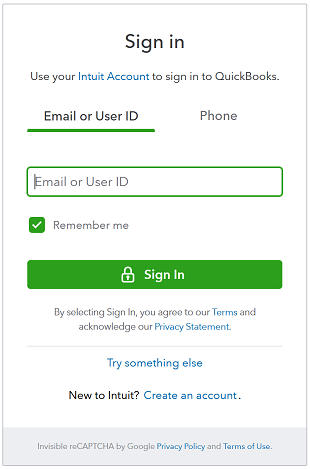 Sign in
Use your Intuit Account to sign in to QuickBooks.
Email or User ID Phone
Email or User ID
Remember me
Sign In
By selecting Sign In, you agree to our Terms and
acknowledge our Privacy Statement.
Try something else
New to Intuit? Create an account.
Invisible reCAPTCHA by Google Privacy Policy and Terms of Use.